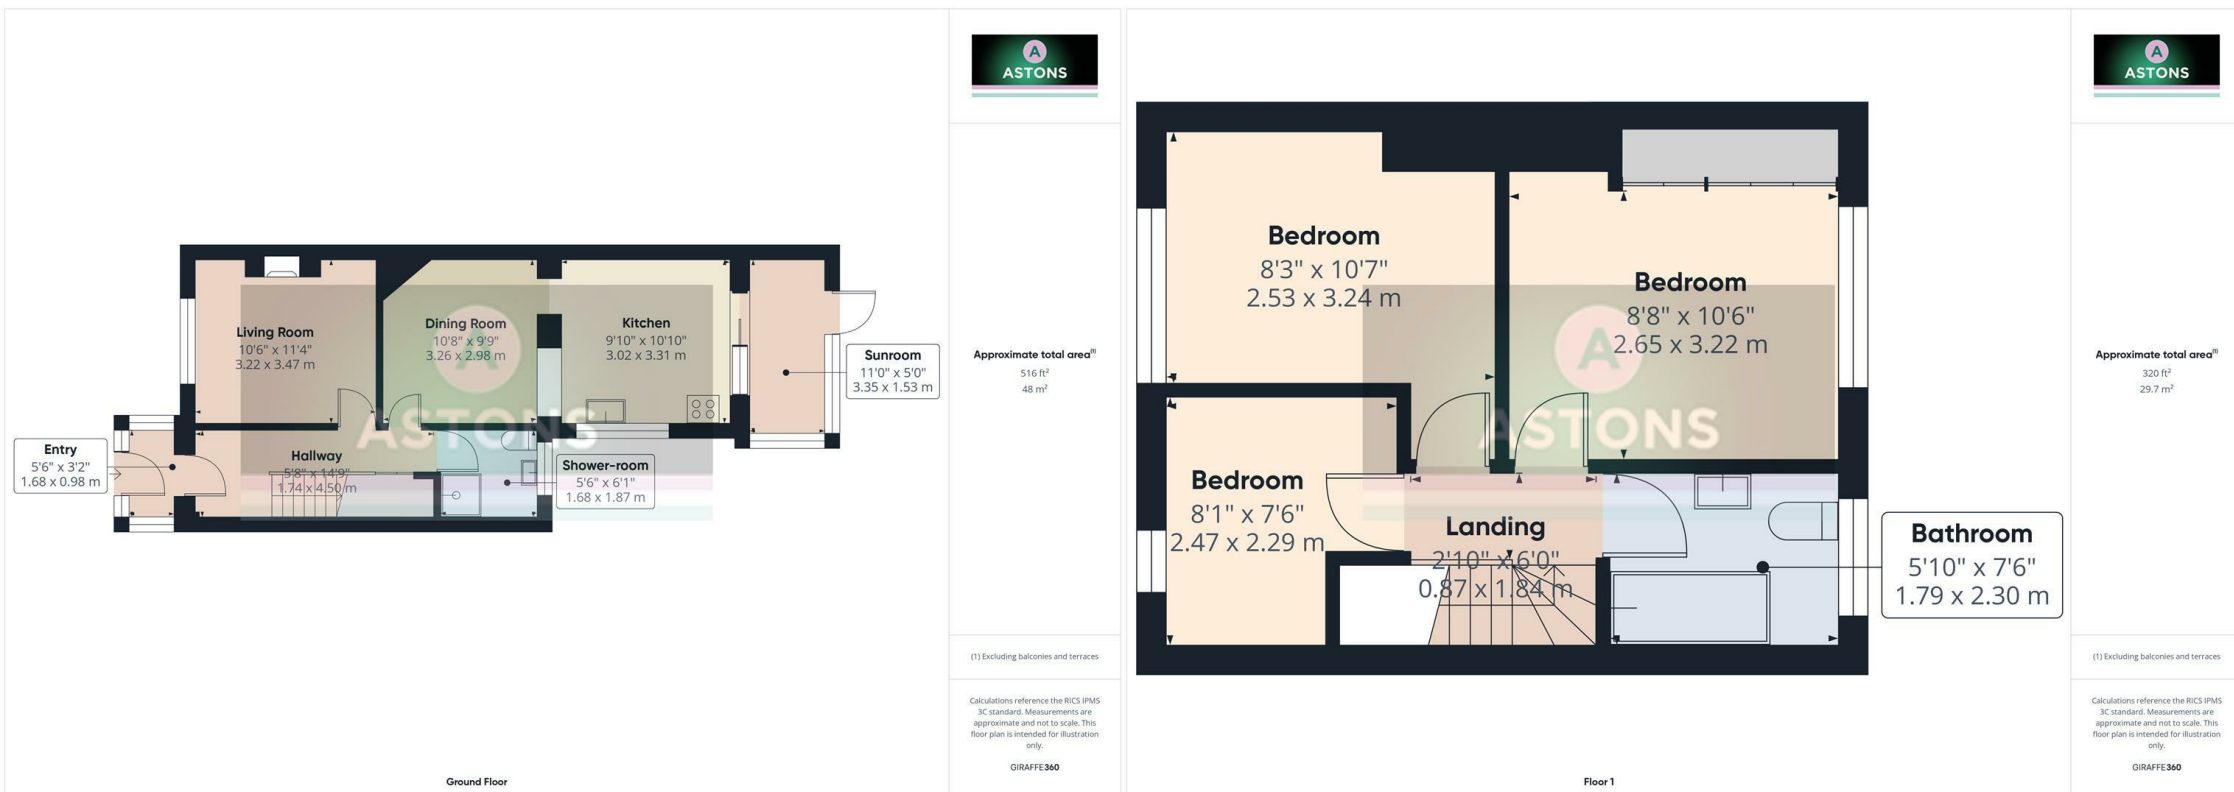 A
ASTONS
Living Room
10'6" x 11'4"
3.22 x 3.47 m
Dining Room
10'8" x 9'9"
3.26 x 2.98 m
Kitchen
9'10" x 10'10"
3.02 x 3.31 m
Sunroom
11'0" x 5'0"
3.35 x 1.53 m
Entry
5'6" x 3'2"
1.68 x 0.98 m
Hallway
5'8" x 14'9"
1.74 x 4.50 m
Shower-room
5'6" x 6'1"
1.68 x 1.87 m
A
ASTONS
Approximate total area(1)
516 ft²
48 m²
(1) Excluding balconies and terraces
Calculations reference the RICS IPMS
3C standard. Measurements are
approximate and not to scale. This
floor plan is intended for illustration
only.
GIRAFFE360
Ground Floor
A
ASTONS
Bedroom
8'3" x 10'7"
2.53 x 3.24 m
Bedroom
8'8" x 10'6"
2.65 x 3.22 m
A
ASTONS
Bedroom
8'1" x 7'6"
2.47 x 2.29 m
Landing
2'10" x 6'0"
0.87 x 1.84 m
Bathroom
5'10" x 7'6"
1.79 x 2.30 m
Approximate total area(1)
320 ft²
29.7 m²
(1) Excluding balconies and terraces
Calculations reference the RICS IPMS
3C standard. Measurements are
approximate and not to scale. This
floor plan is intended for illustration
only.
GIRAFFE360
Floor 1